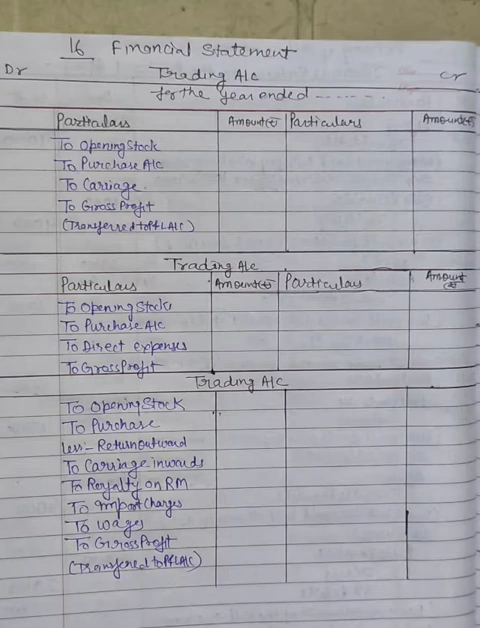 16 Financial Statement
Dr Trading A/c Cr
for the year ended -------
Particulars Amount(₹) Particulars Amount(₹)
To Opening Stock
To Purchase A/c
To Carriage.
To Gross Profit
(Transferred to P&L A/C)
Trading A/c
Particulars Amount(₹) Particulars Amount (₹)
To Opening Stock
To Purchase A/c
To Direct expenses
To Gross Profit
Trading A/C
To Opening Stock
To Purchase
Less:- Return Outward
To Carriage inwards
To Royalty on RM
To Import Charges
To Wages
To Gross Profit
(Transfered to P&L A/C)